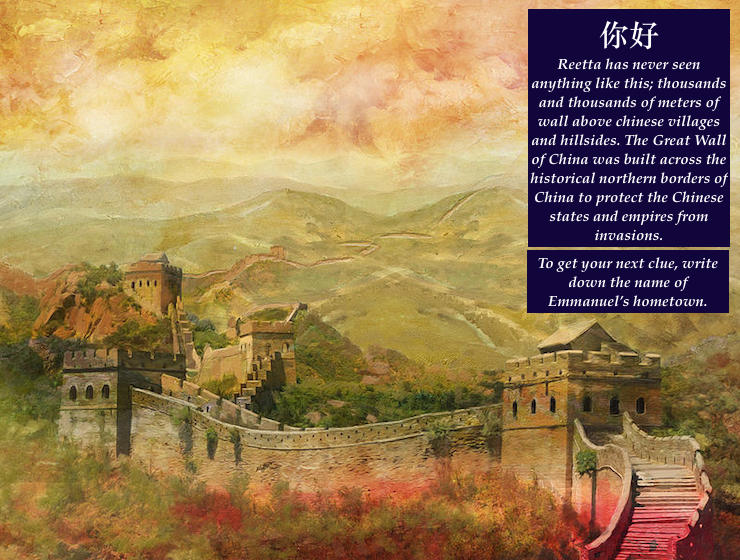 你好
Reetta has never seen
anything like this; thousands
and thousands of meters of
wall above chinese villages
and hillsides. The Great Wall
of China was built across the
historical northern borders of
China to protect the Chinese
states and empires from
invasions.
To get your next clue, write
down the name of
Emmanuel's hometown.